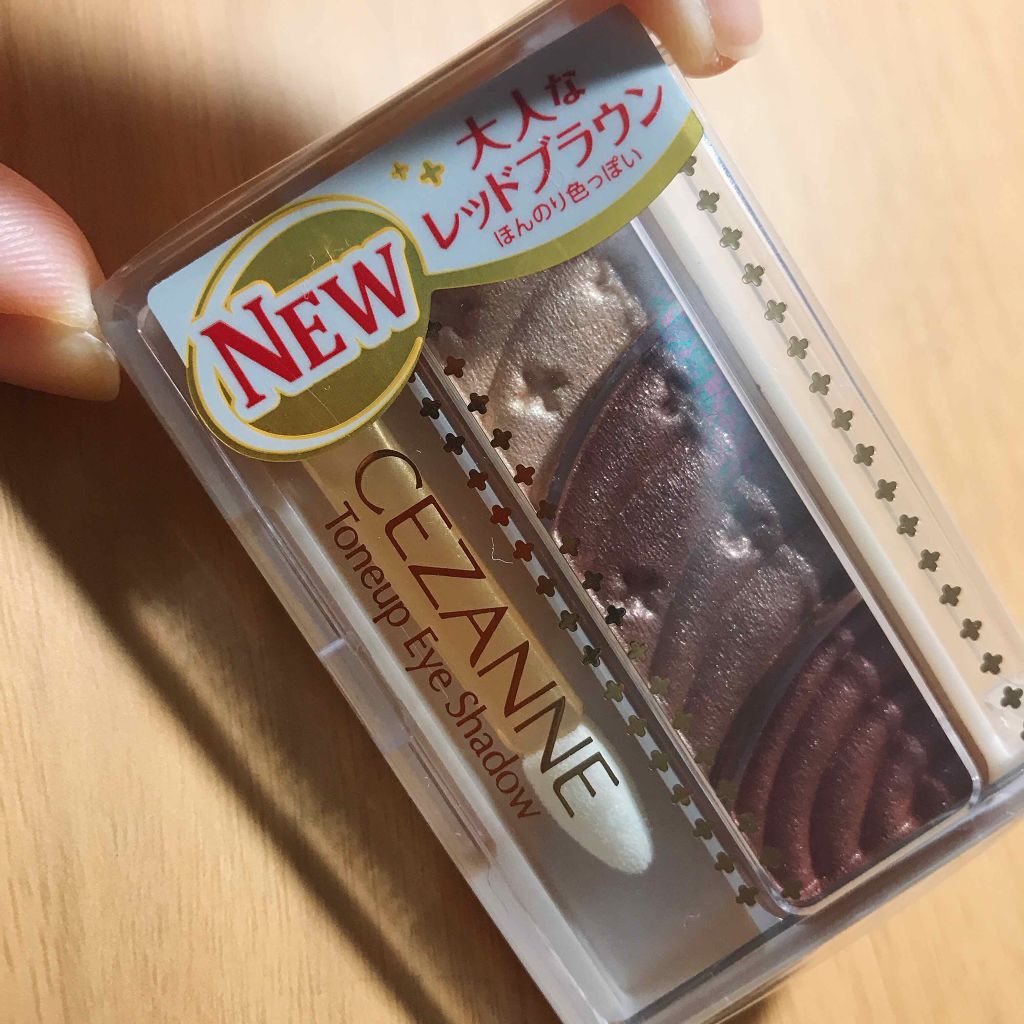 大人な
レッドブラウン
ほんのり色っぽい
NEW
CEZANNE
Toneup Eye Shadow